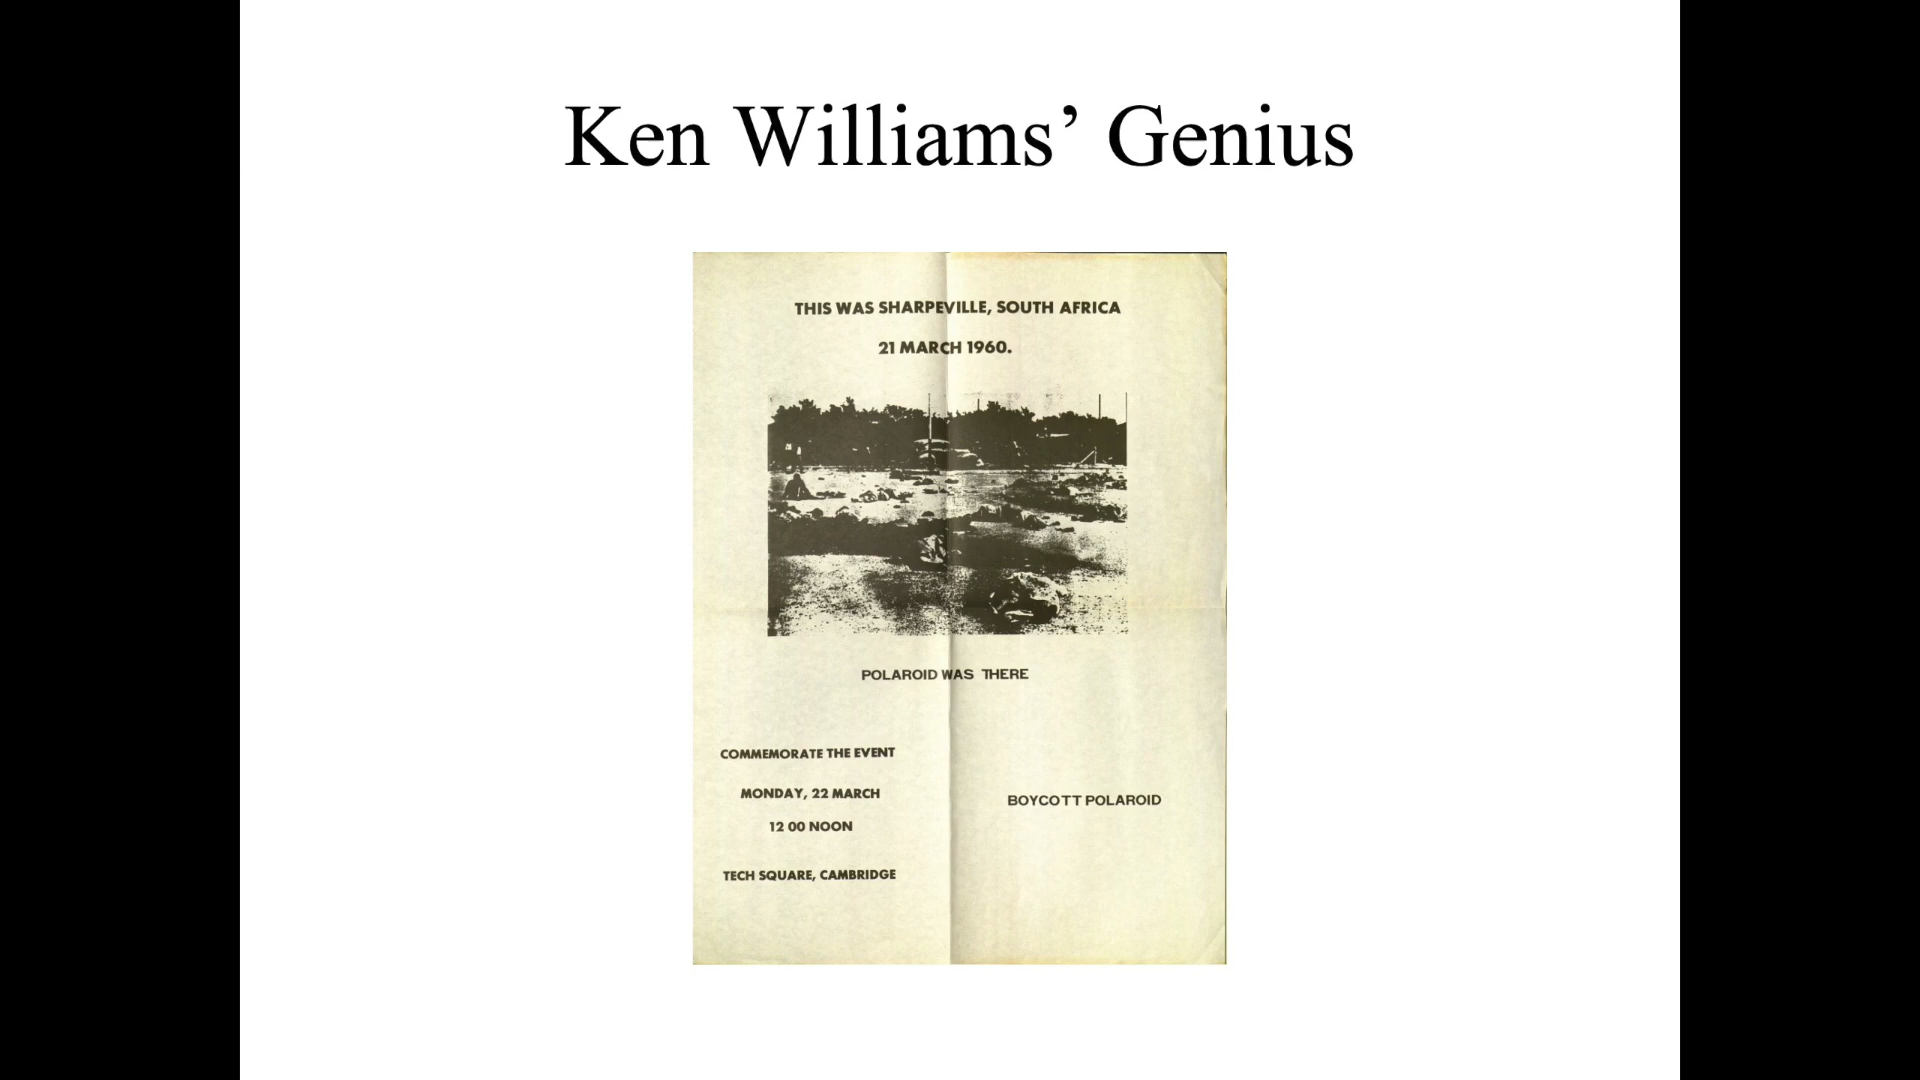 Ken Williams’ Genius
THIS WAS SHARPEVILLE, SOUTH AFRICA
21 MARCH 1960.
POLAROID WAS THERE
COMMEMORATE THE EVENT
MONDAY, 22 MARCH
12 00 NOON
TECH SQUARE, CAMBRIDGE
BOYCOTT POLAROID